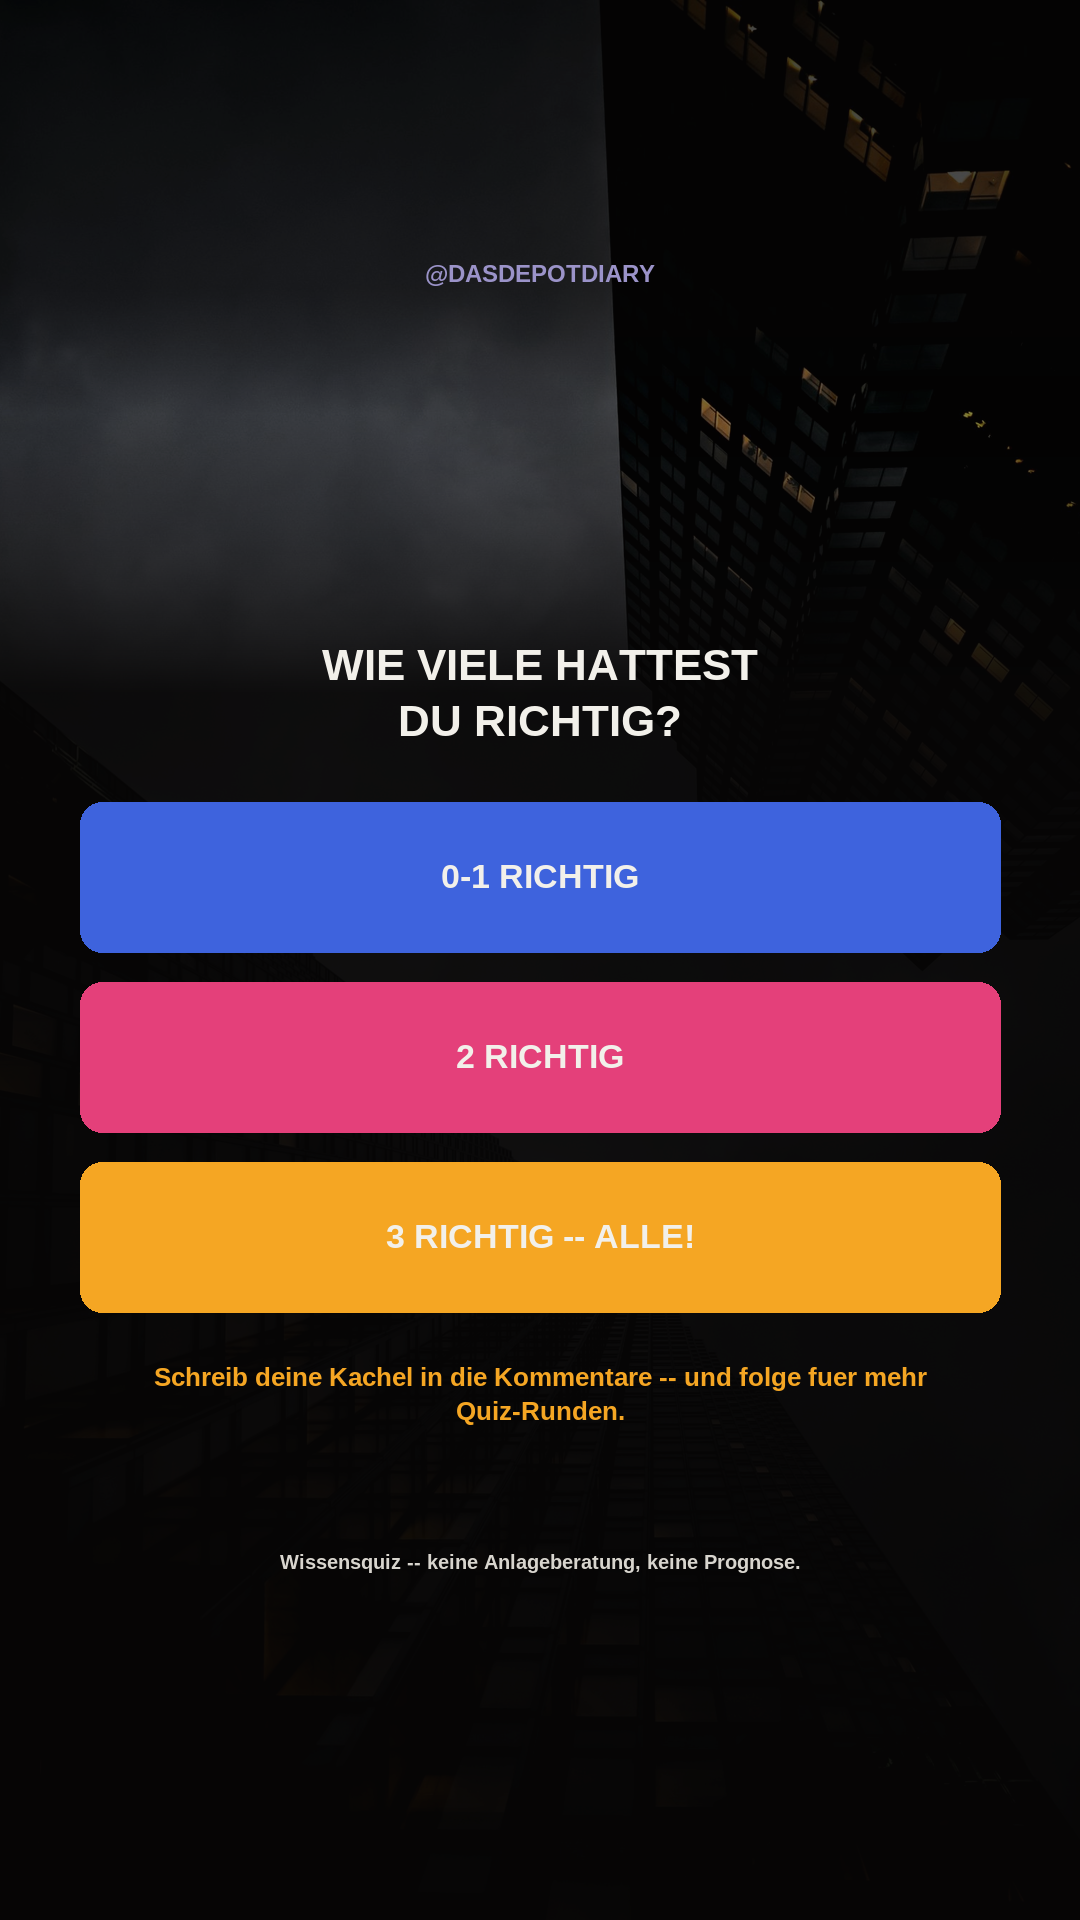 @DASDEPOTDIARY
WIE VIELE HATTEST
DU RICHTIG?
0-1 RICHTIG
2 RICHTIG
3 RICHTIG -- ALLE!
Schreib deine Kachel in die Kommentare -- und folge fuer mehr
Quiz-Runden.
Wissensquiz -- keine Anlageberatung, keine Prognose.